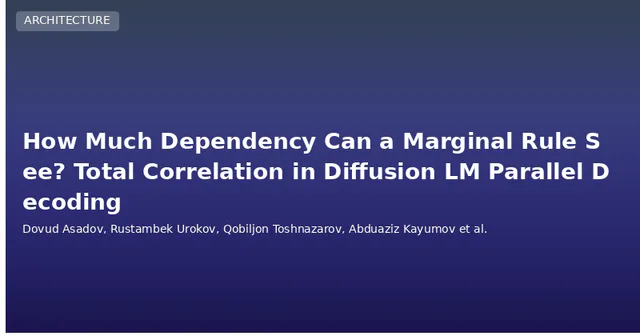 ARCHITECTURE
How Much Dependency Can a Marginal Rule S
ee? Total Correlation in Diffusion LM Parallel D
ecoding
Dovud Asadov, Rustambek Urokov, Qobiljon Toshnazarov, Abduaziz Kayumov et al.